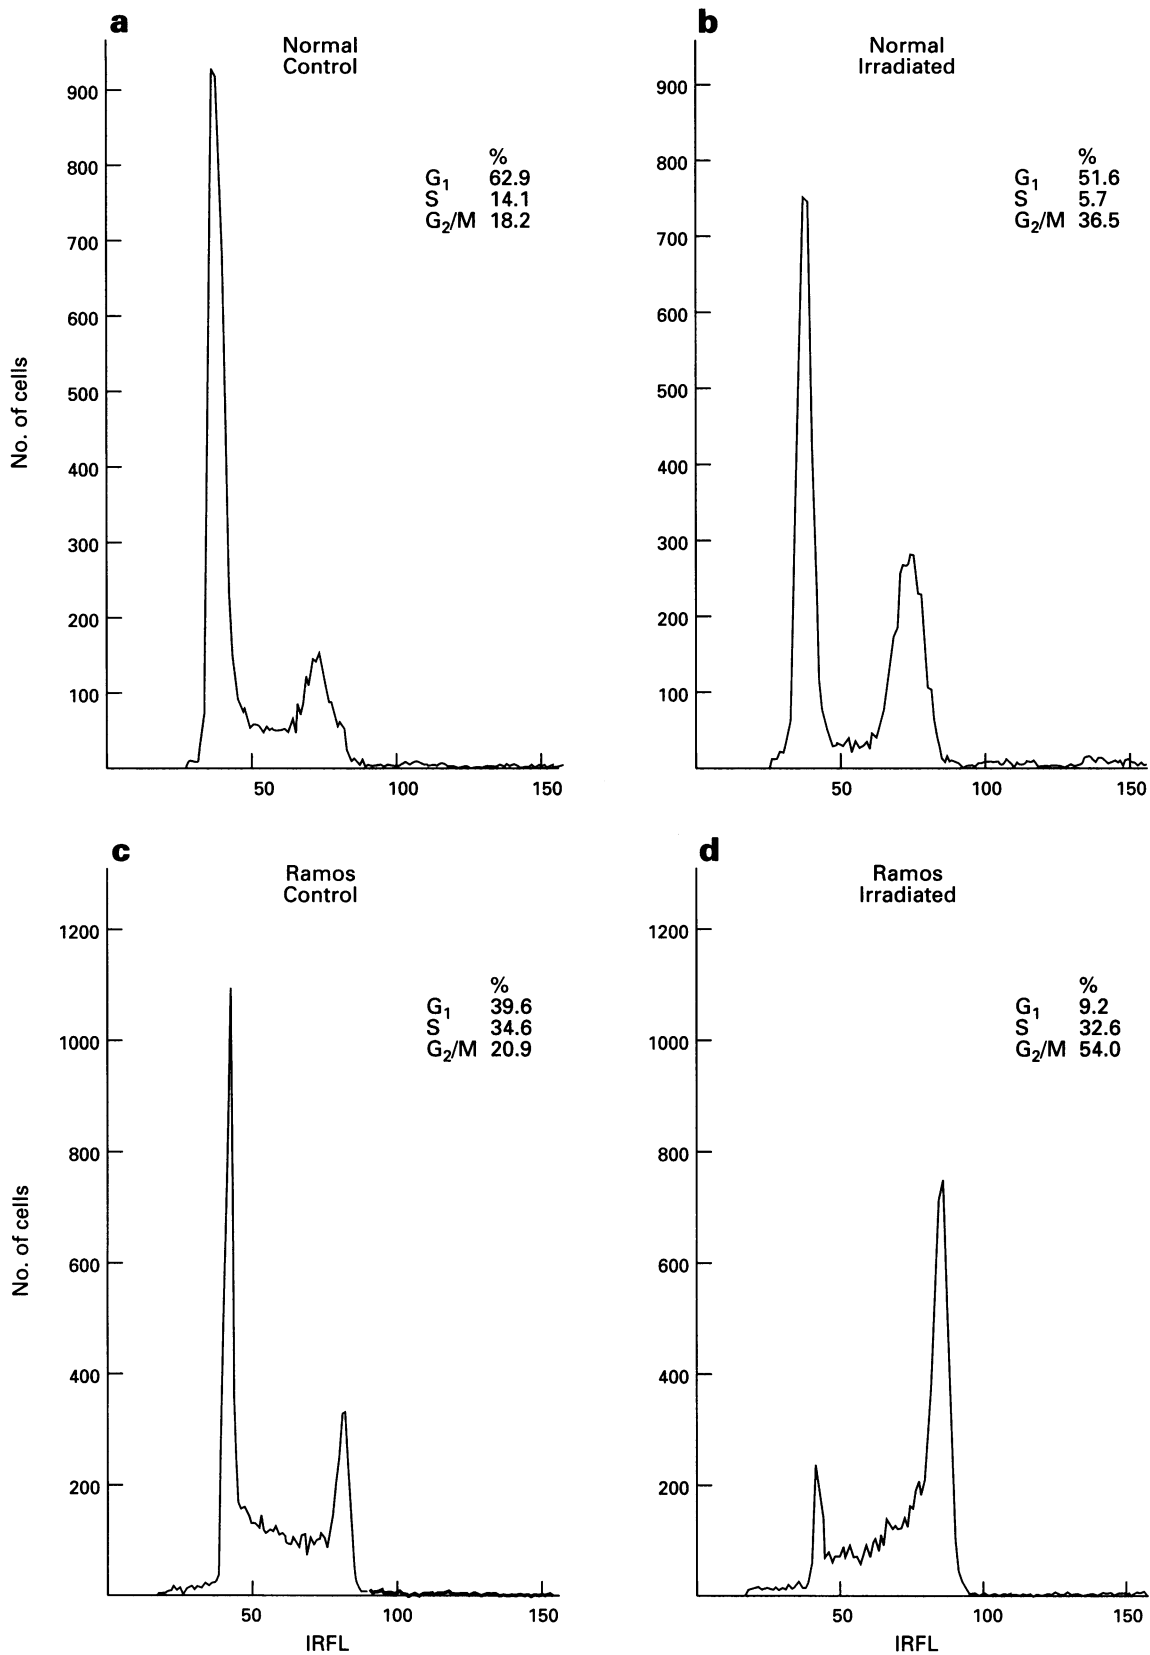 a
Normal
Control
%
G1 62.9
S 14.1
G2/M 18.2
No. of cells
900
800
700
600
500
400
300
200
100
50 100 150
b
Normal
Irradiated
%
G1 51.6
S 5.7
G2/M 36.5
900
800
700
600
500
400
300
200
100
50 100 150
c
Ramos
Control
%
G1 39.6
S 34.6
G2/M 20.9
No. of cells
1200
1000
800
600
400
200
50 100 150
IRFL
d
Ramos
Irradiated
%
G1 9.2
S 32.6
G2/M 54.0
1200
1000
800
600
400
200
50 100 150
IRFL